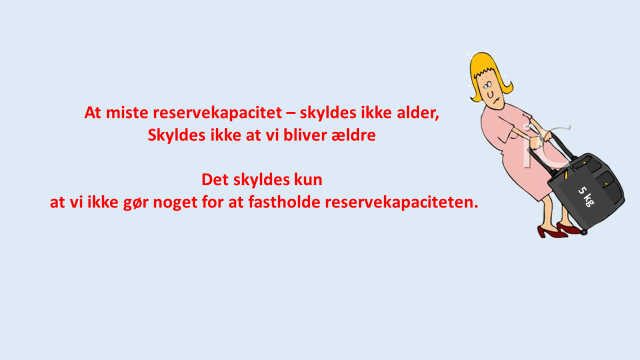 At miste reservekapacitet – skyldes ikke alder,
Skyldes ikke at vi bliver ældre
Det skyldes kun
at vi ikke gør noget for at fastholde reservekapaciteten.
5 kg